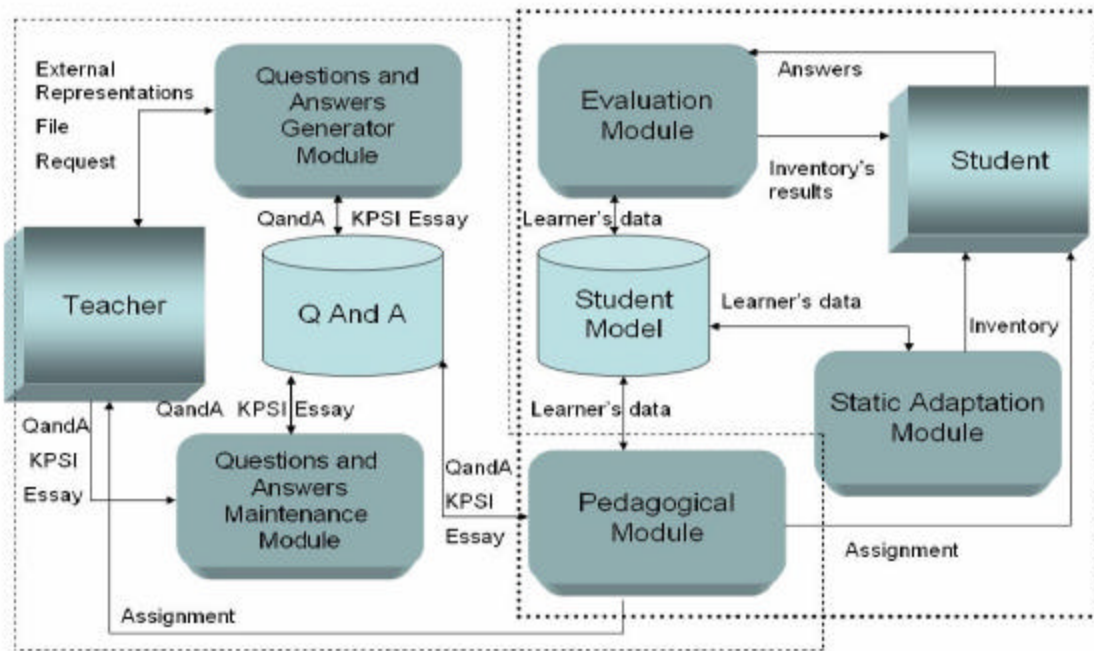 External
Representations
File
Request
Questions and
Answers
Generator
Module
QandA KPSI Essay
Teacher
Q And A
QandA KPSI Essay
QandA
KPSI
Essay
Questions and
Answers
Maintenance
Module
QandA
KPSI
Essay
Assignment
Evaluation
Module
Answers
Student
Inventory's
results
Learner's data
Student
Model
Learner's data
Inventory
Static Adaptation
Module
Learner's data
Pedagogical
Module
Assignment